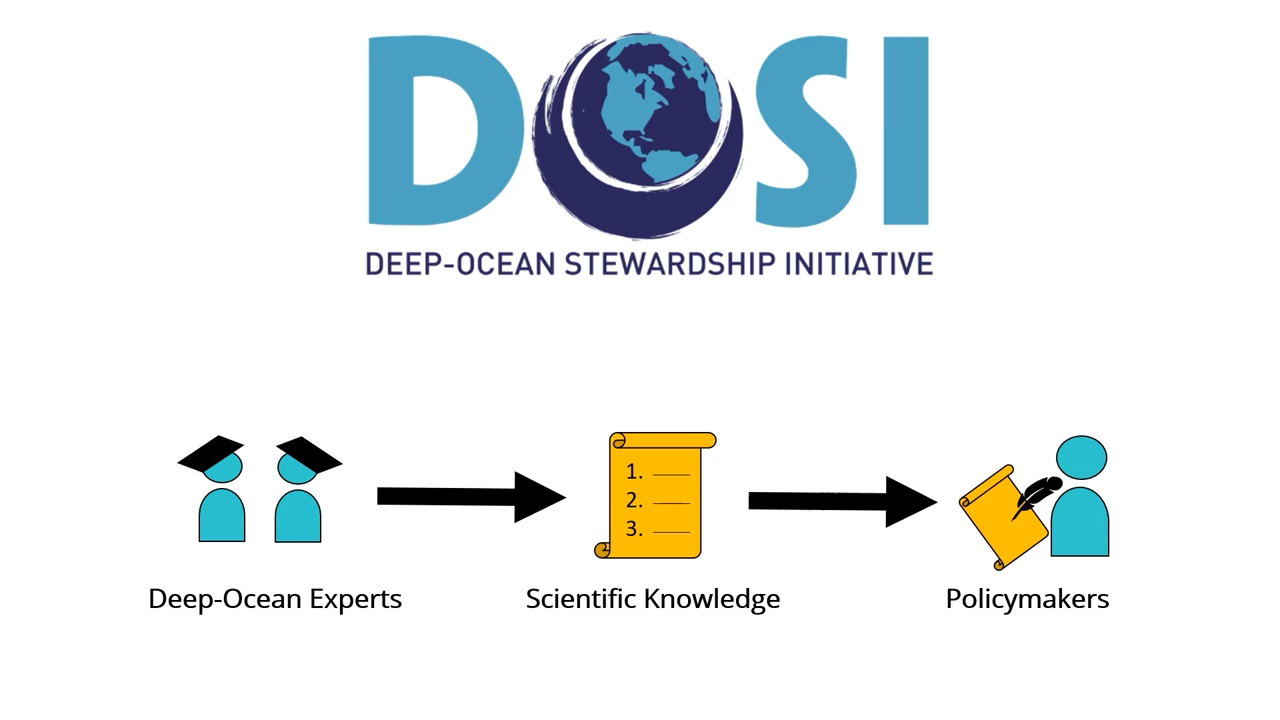 DOSI
DEEP-OCEAN STEWARDSHIP INITIATIVE
1.
2.
3.
Deep-Ocean Experts
Scientific Knowledge
Policymakers